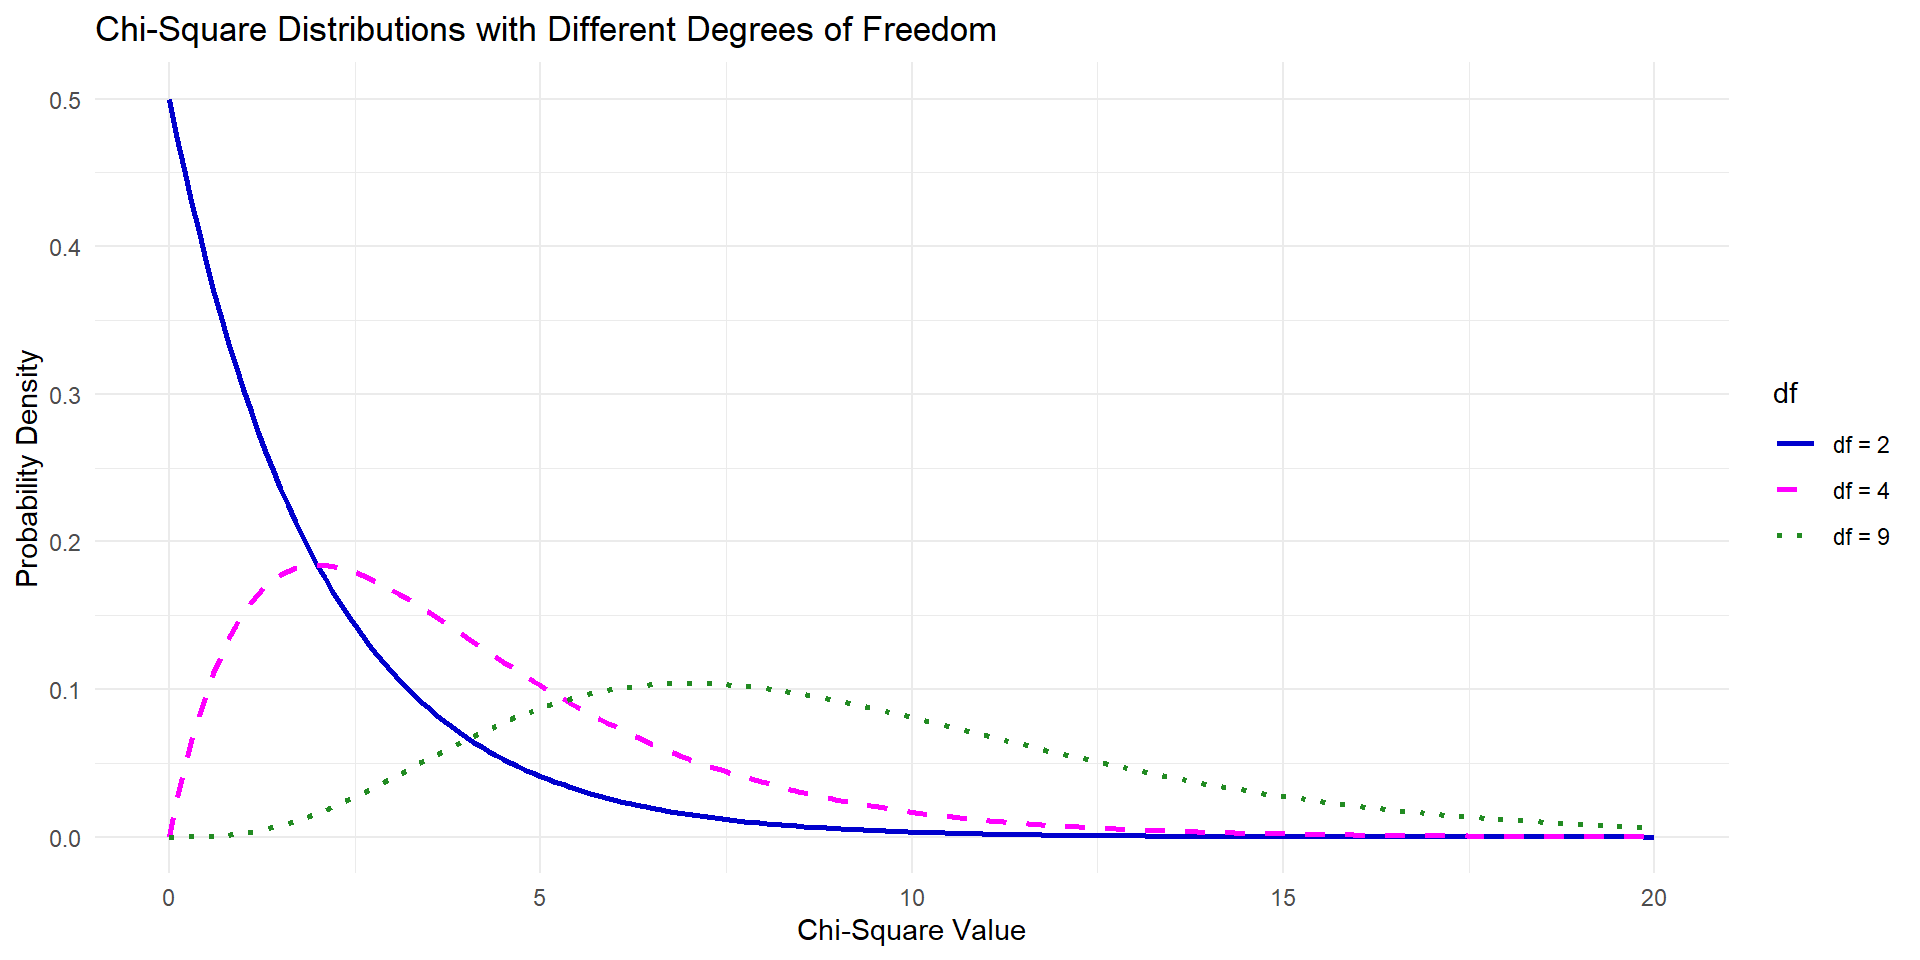 Chi-Square Distributions with Different Degrees of Freedom
Probability Density
0.5
0.4
0.3
0.2
0.1
0.0
0
5
10
15
20
Chi-Square Value
df
df = 2
df = 4
df = 9